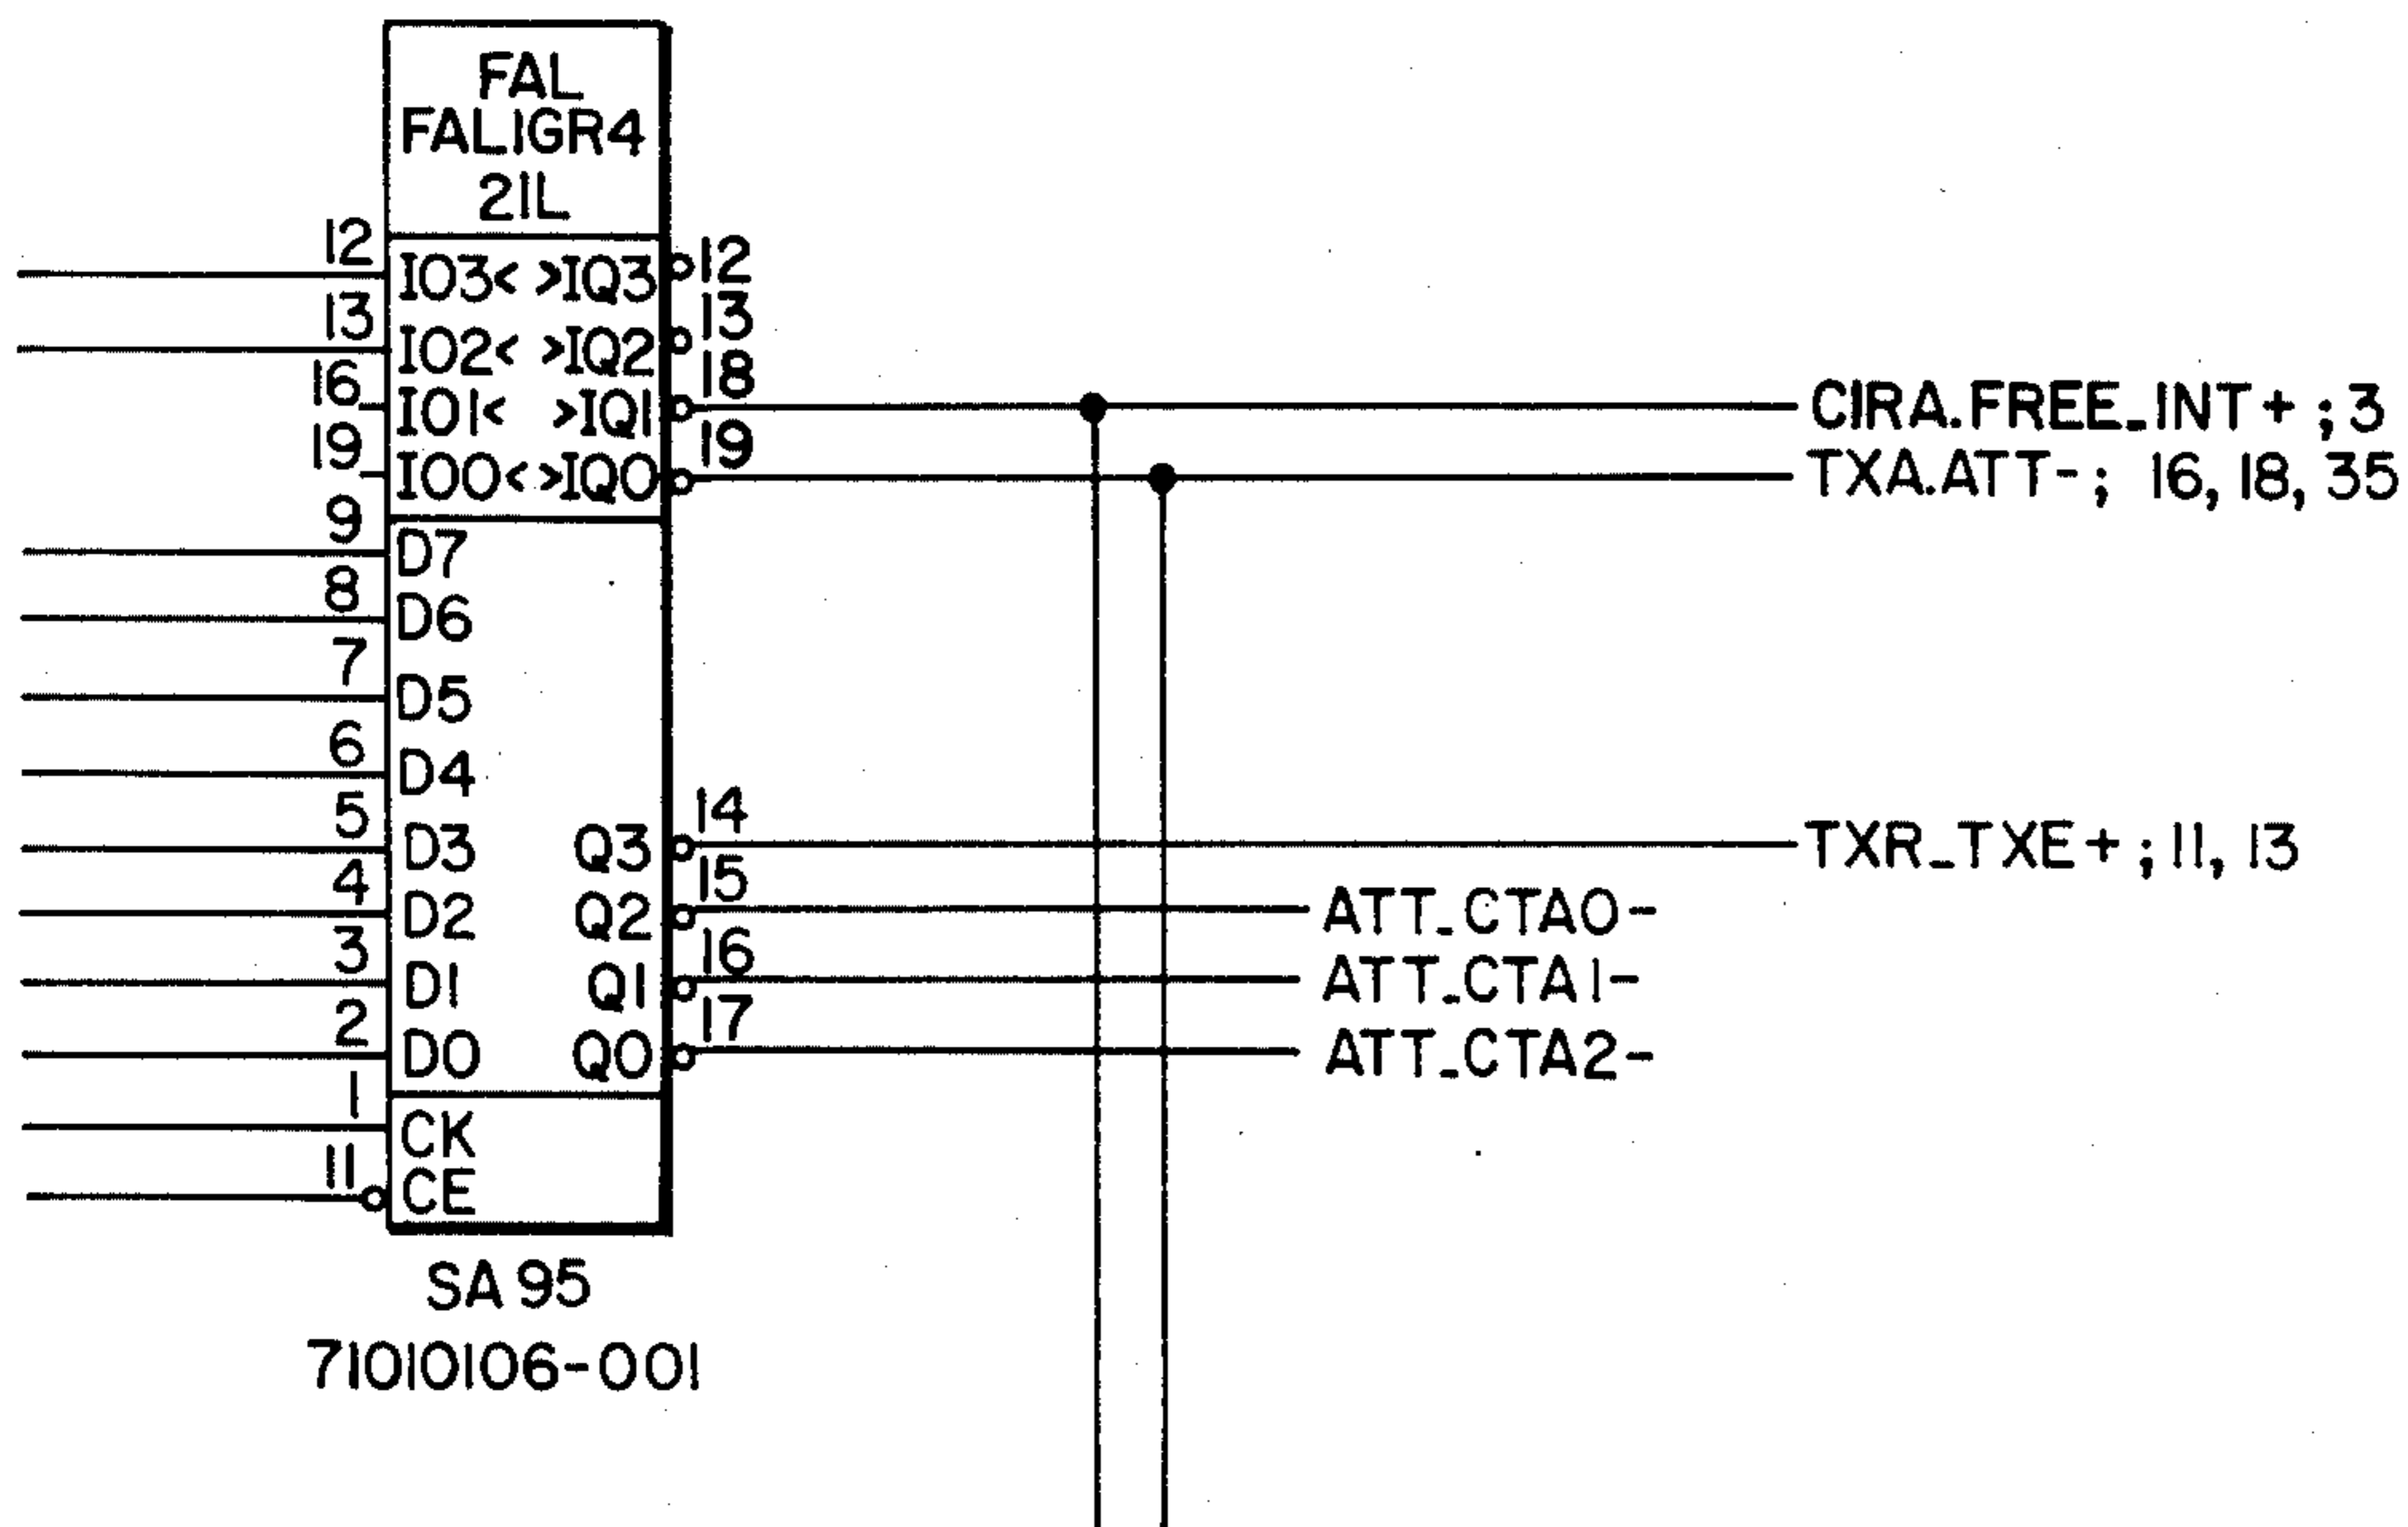 FAL
FAL1GR4
21L
12 IO3< >IQ3 12
13 IO2< >IQ2 13
16 IO1< >IQ1 18 CIRA.FREE_INT+ ;3
19 IO0< >IQ0 19 TXA.ATT-; 16, 18, 35
9 D7
8 D6
7 D5
6 D4
5 D3 Q3 14 TXR_TXE+ ;11, 13
4 D2 Q2 15 ATT_CTA0-
3 D1 Q1 16 ATT_CTA1-
2 D0 Q0 17 ATT_CTA2-
1 CK
11 CE
SA95
71010106-001